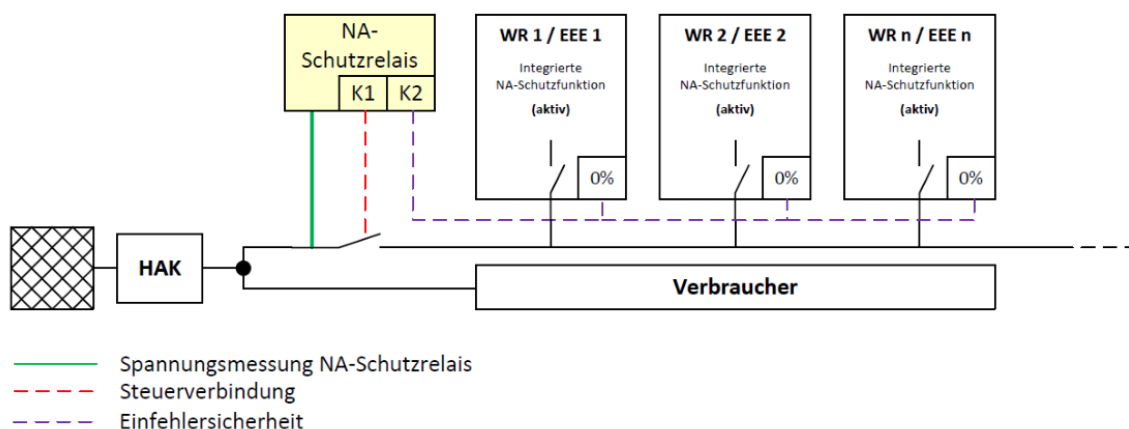 NA-
Schutzrelais
K1 K2
WR 1 / EEE 1
Integrierte
NA-Schutzfunktion
(aktiv)
0%
WR 2 / EEE 2
Integrierte
NA-Schutzfunktion
(aktiv)
0%
WR n / EEE n
Integrierte
NA-Schutzfunktion
(aktiv)
0%
HAK
Verbraucher
Spannungsmessung NA-Schutzrelais
Steuerverbindung
Einfehlersicherheit